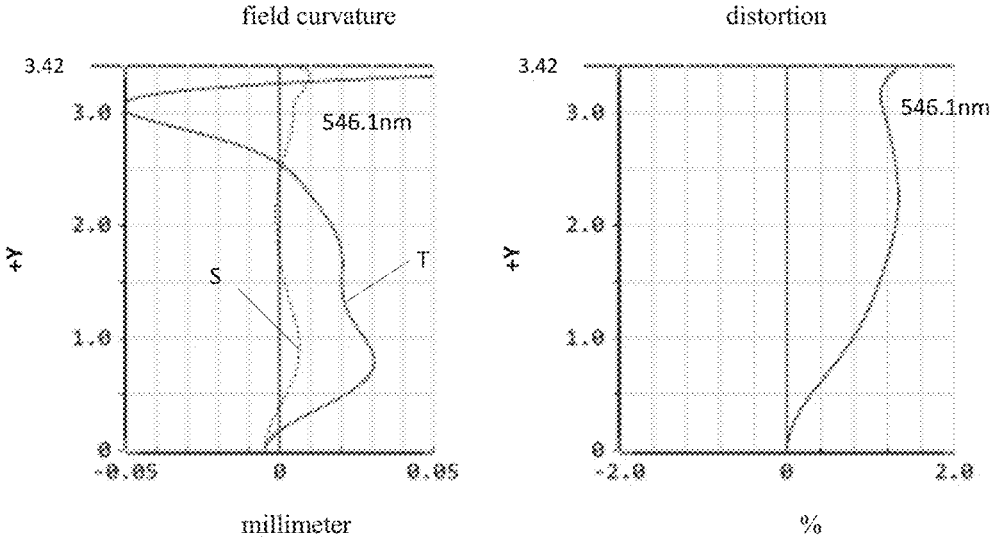 field curvature
distortion
3.42
3.0
546.1nm
2.0
+Y
S
T
1.0
0
-0.05
0
0.05
millimeter
3.42
3.0
546.1nm
2.0
+Y
1.0
0
-2.0
0
2.0
%